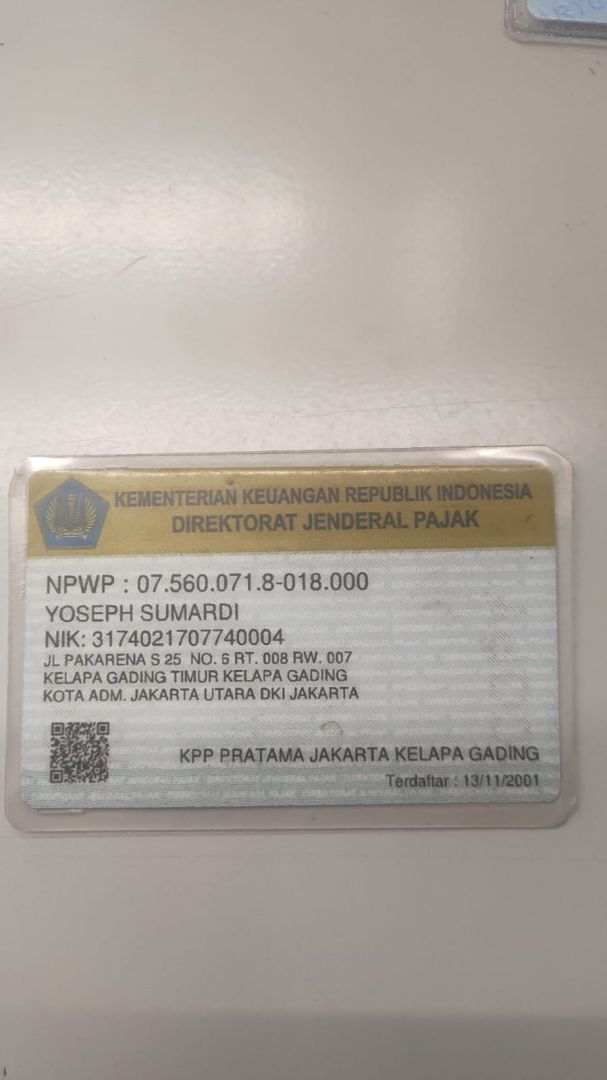 KEMENTERIAN KEUANGAN REPUBLIK INDONESIA
DIREKTORAT JENDERAL PAJAK
NPWP : 07.560.071.8-018.000
YOSEPH SUMARDI
NIK: 3174021707740004
JL PAKARENA S 25 NO. 6 RT. 008 RW. 007
KELAPA GADING TIMUR KELAPA GADING
KOTA ADM. JAKARTA UTARA DKI JAKARTA
KPP PRATAMA JAKARTA KELAPA GADING
Terdaftar : 13/11/2001